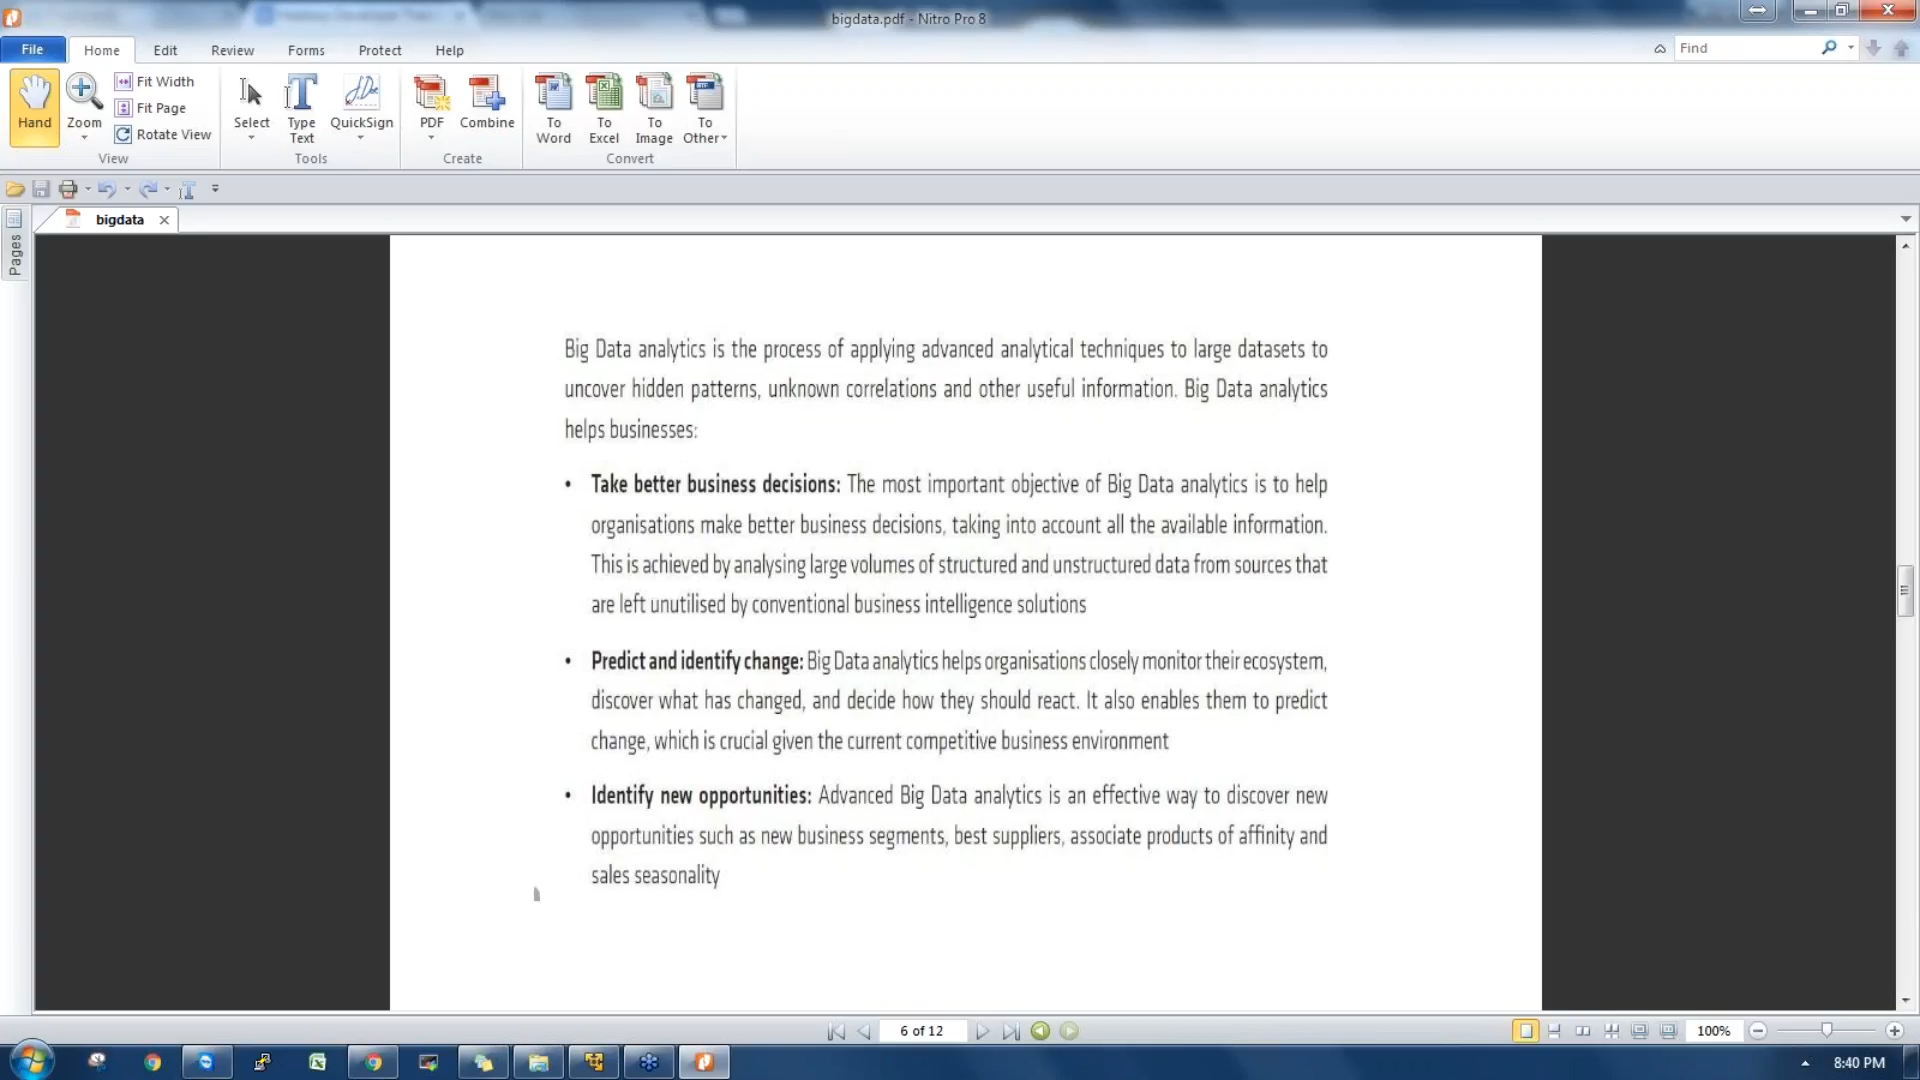 bigdata.pdf - Nitro Pro 8
File Home Edit Review Forms Protect Help Find
Hand Zoom Fit Width Fit Page Rotate View
Select Type Text QuickSign
PDF Combine
To Word To Excel To Image To Other
View Tools Create Convert
bigdata
Pages
Big Data analytics is the process of applying advanced analytical techniques to large datasets to
uncover hidden patterns, unknown correlations and other useful information. Big Data analytics
helps businesses:
• Take better business decisions: The most important objective of Big Data analytics is to help
organisations make better business decisions, taking into account all the available information.
This is achieved by analysing large volumes of structured and unstructured data from sources that
are left unutilised by conventional business intelligence solutions
• Predict and identify change: Big Data analytics helps organisations closely monitor their ecosystem,
discover what has changed, and decide how they should react. It also enables them to predict
change, which is crucial given the current competitive business environment
• Identify new opportunities: Advanced Big Data analytics is an effective way to discover new
opportunities such as new business segments, best suppliers, associate products of affinity and
sales seasonality
6 of 12
100%
8:40 PM